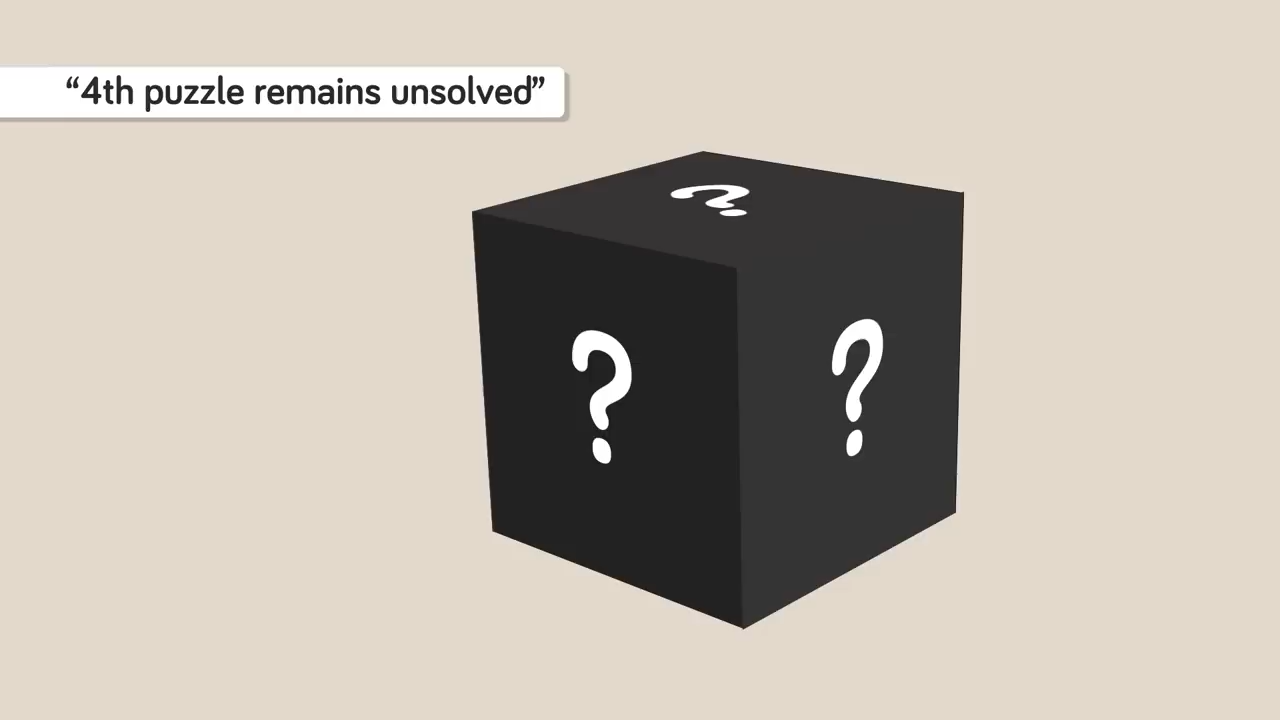 “4th puzzle remains unsolved”
?
?
?